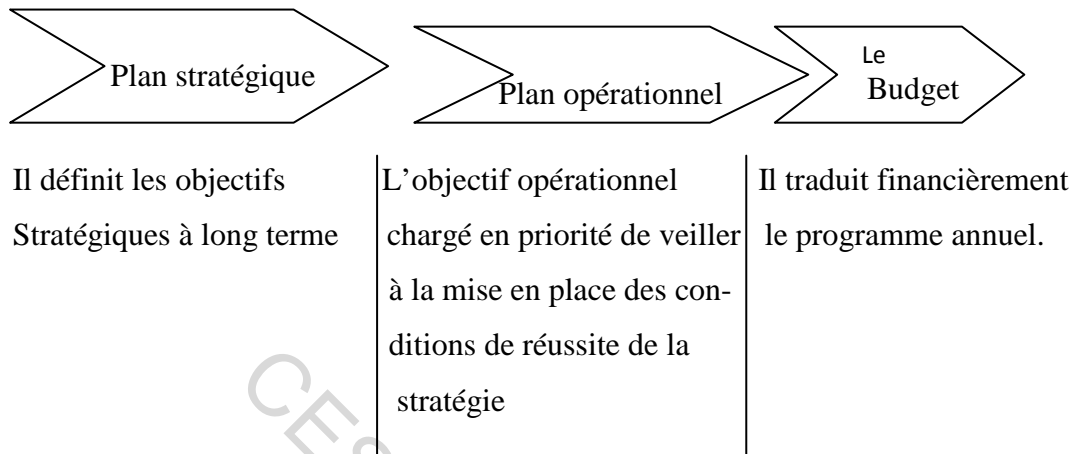 Plan stratégique
Plan opérationnel
Le
Budget
Il définit les objectifs
Stratégiques à long terme
L’objectif opérationnel
chargé en priorité de veiller
à la mise en place des con-
ditions de réussite de la
stratégie
Il traduit financièrement
le programme annuel.
CES